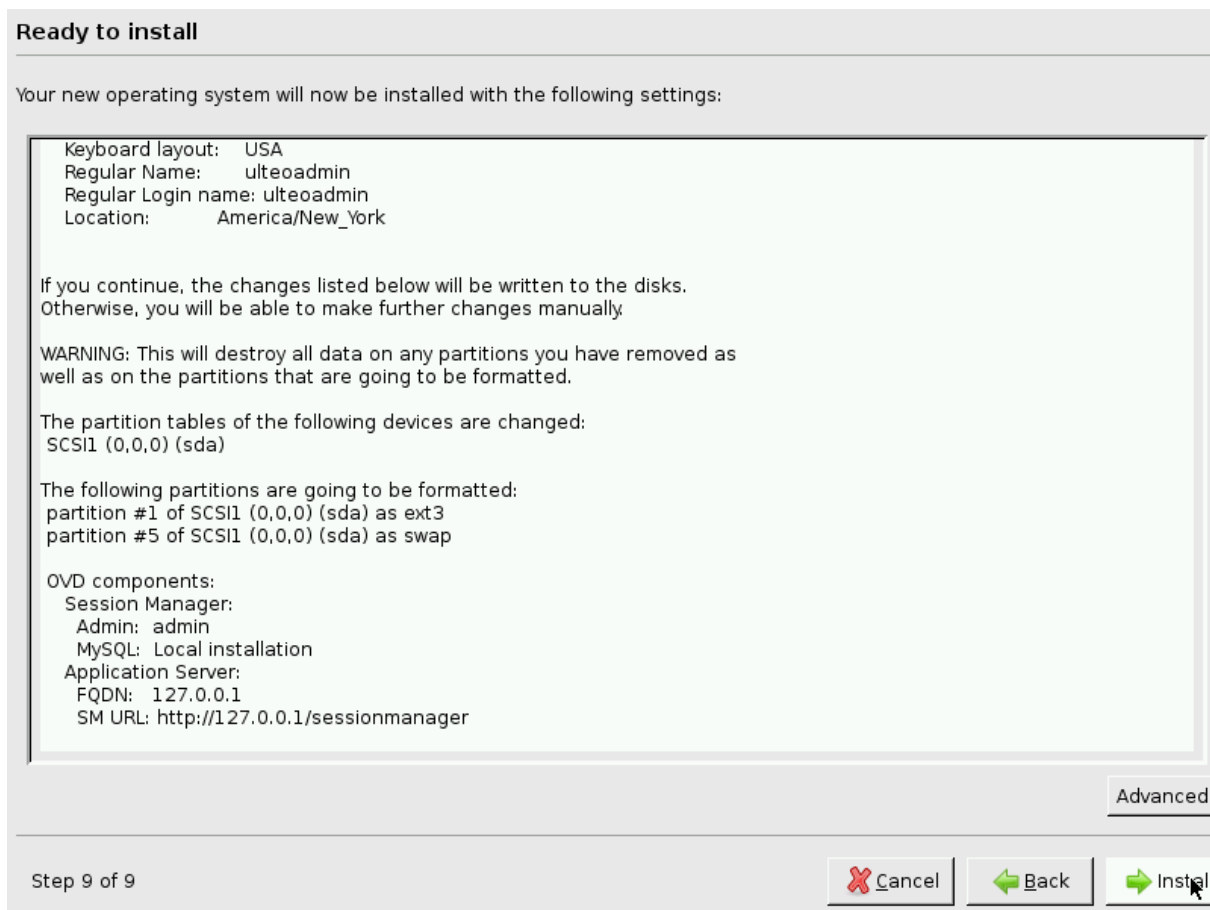 Ready to install
Your new operating system will now be installed with the following settings:
Keyboard layout: USA
Regular Name: ulteoadmin
Regular Login name: ulteoadmin
Location: America/New_York
If you continue, the changes listed below will be written to the disks.
Otherwise, you will be able to make further changes manually.
WARNING: This will destroy all data on any partitions you have removed as
well as on the partitions that are going to be formatted.
The partition tables of the following devices are changed:
SCSI1 (0,0,0) (sda)
The following partitions are going to be formatted:
partition #1 of SCSI1 (0,0,0) (sda) as ext3
partition #5 of SCSI1 (0,0,0) (sda) as swap
OVD components:
Session Manager:
Admin: admin
MySQL: Local installation
Application Server:
FQDN: 127.0.0.1
SM URL: http://127.0.0.1/sessionmanager
Advanced
Step 9 of 9
Cancel
Back
Instal